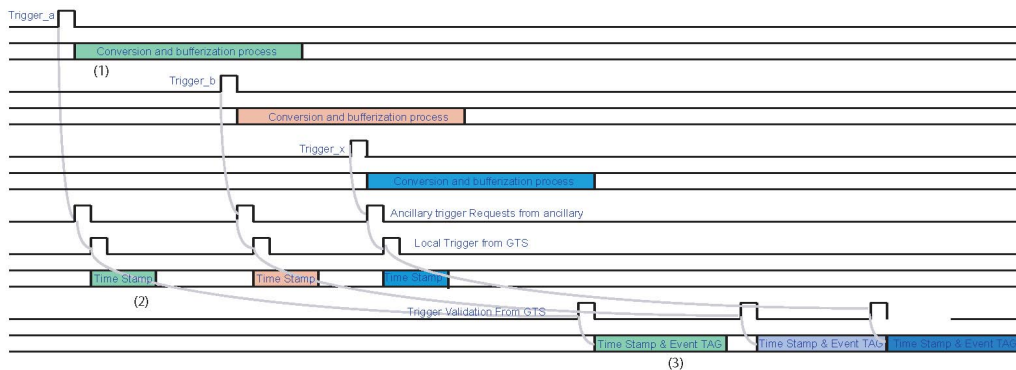 Trigger_a
Conversion and bufferization process
(1)
Trigger_b
Conversion and bufferization process
Trigger_x
Conversion and bufferization process
Ancillary trigger Requests from ancillary
Local Trigger from GTS
Time Stamp
Time Stamp
Time Stamp
(2)
Trigger Validation From GTS
Time Stamp & Event TAG
Time Stamp & Event TAG
Time Stamp & Event TAG
(3)